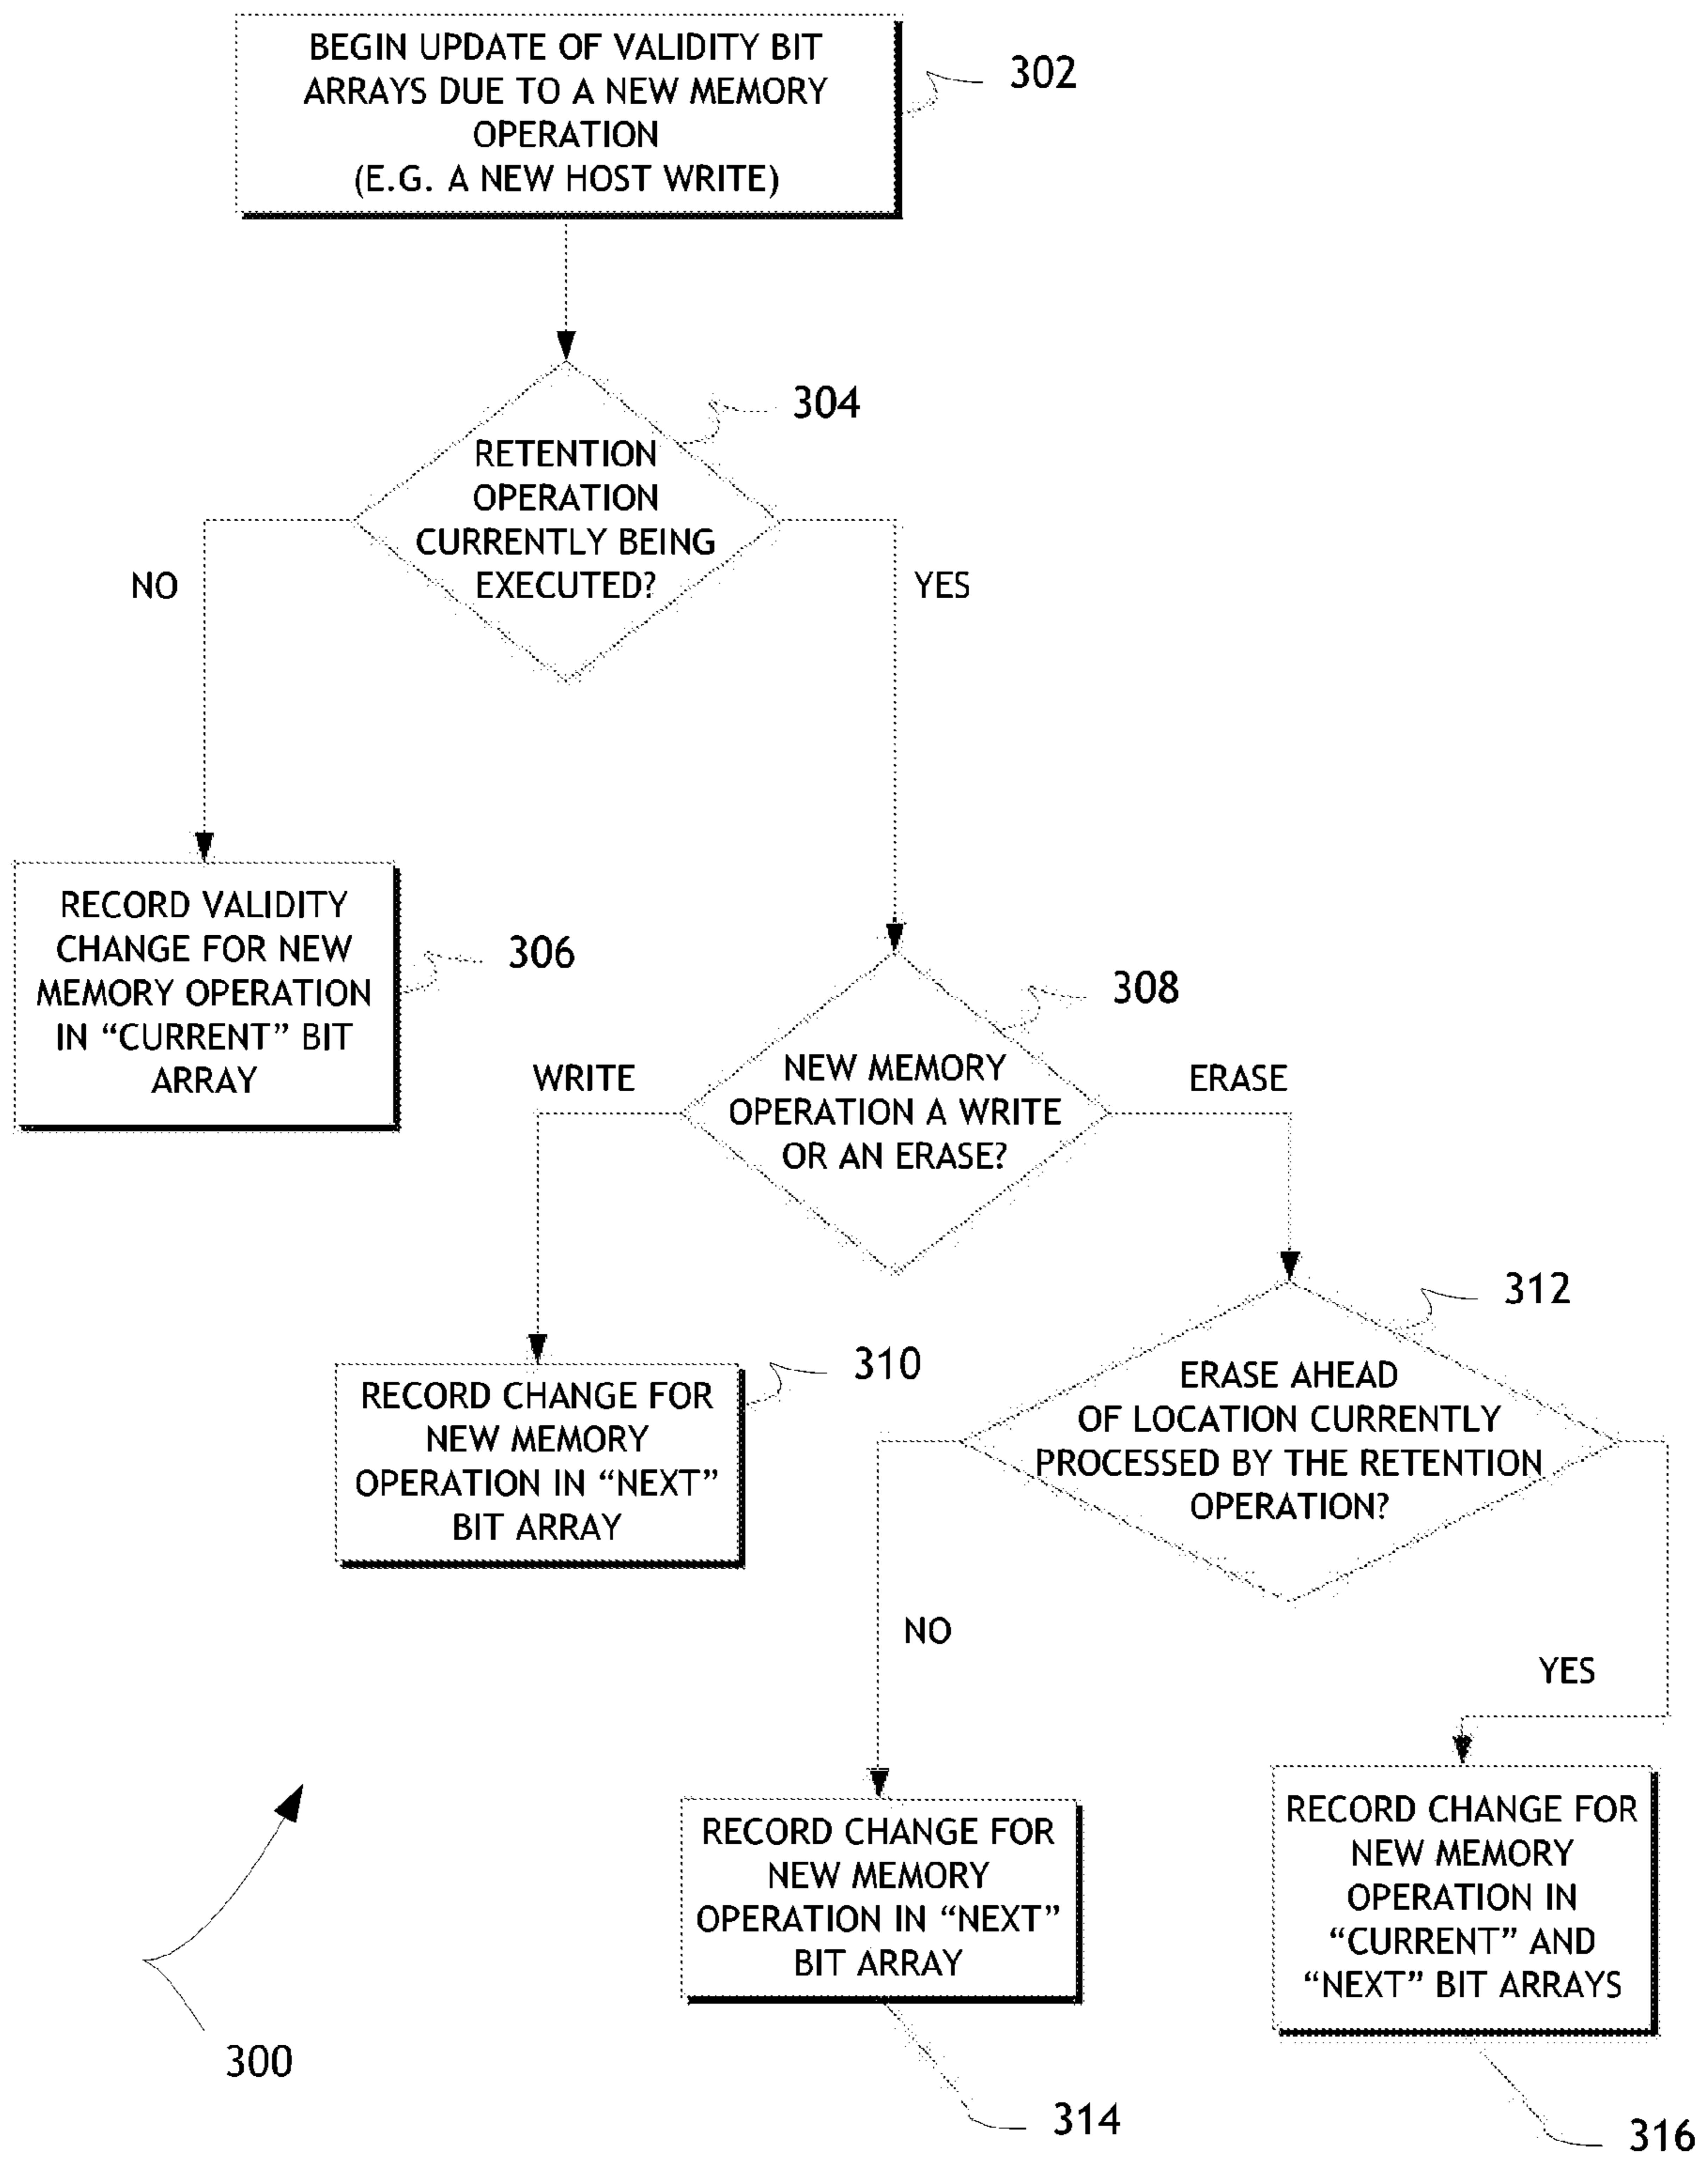 BEGIN UPDATE OF VALIDITY BIT
ARRAYS DUE TO A NEW MEMORY
OPERATION
(E.G. A NEW HOST WRITE)
302
304
RETENTION
OPERATION
CURRENTLY BEING
EXECUTED?
NO
YES
RECORD VALIDITY
CHANGE FOR NEW
MEMORY OPERATION
IN “CURRENT” BIT
ARRAY
306
308
NEW MEMORY
OPERATION A WRITE
OR AN ERASE?
WRITE
ERASE
312
310
RECORD CHANGE FOR
NEW MEMORY
OPERATION IN “NEXT”
BIT ARRAY
ERASE AHEAD
OF LOCATION CURRENTLY
PROCESSED BY THE RETENTION
OPERATION?
NO
YES
RECORD CHANGE FOR
NEW MEMORY
OPERATION IN “NEXT”
BIT ARRAY
RECORD CHANGE FOR
NEW MEMORY
OPERATION IN
“CURRENT” AND
“NEXT” BIT ARRAYS
300
314
316